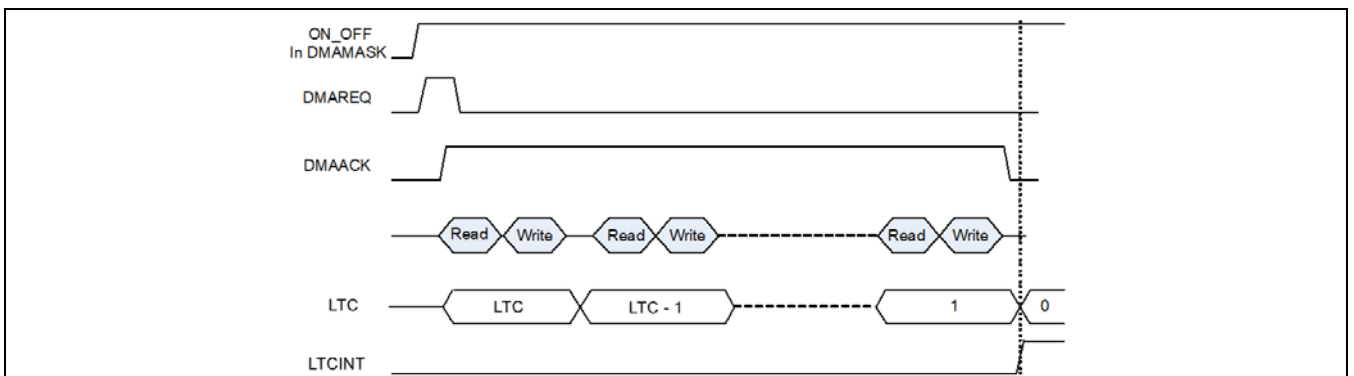 ON_OFF
In DMAMASK
DMAREQ
DMAACK
Read Write Read Write Read Write
LTC LTC LTC - 1 1 0
LTCINT